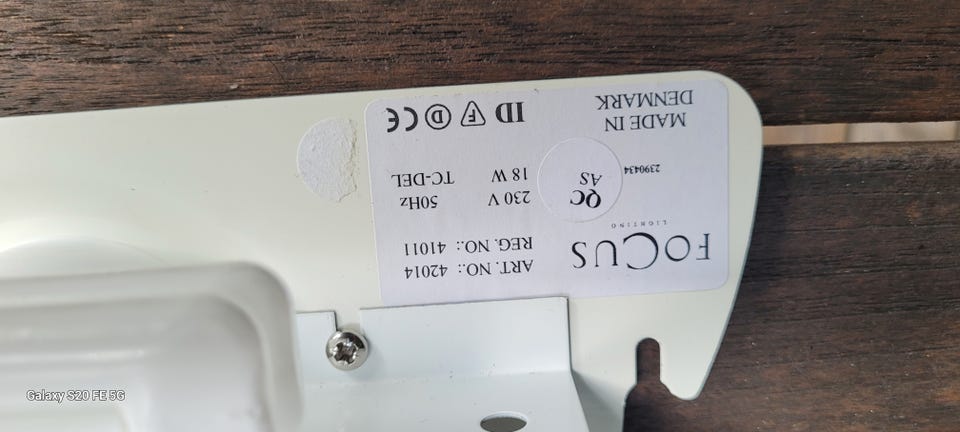 FOCUS
LIGHTING
ART. NO.: 42014
REG. NO.: 41011
2390434
QC
AS
230 V 50Hz
18 W TC-DEL
MADE IN
DENMARK
ID F D CE
Galaxy S20 FE 5G